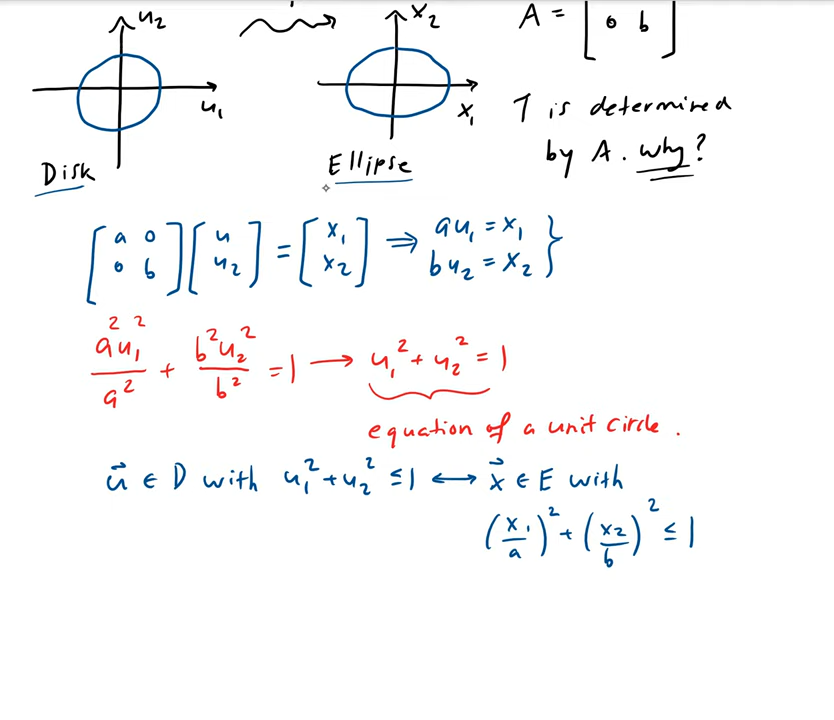 u₂
x₂
A = [ 0 b ]
u₁
x₁
T is determined
by A. why?
Disk
Ellipse
[ a 0 ; 0 b ] [ u ; u₂ ] = [ x₁ ; x₂ ] ⇒ au₁ = x₁
bu₂ = x₂ }
a²u₁²/a² + b²u₂²/b² = 1 → u₁² + u₂² = 1
equation of a unit circle.
u⃗ ∈ D with u₁² + u₂² ≤ 1 ↔ x⃗ ∈ E with
(x₁/a)² + (x₂/b)² ≤ 1